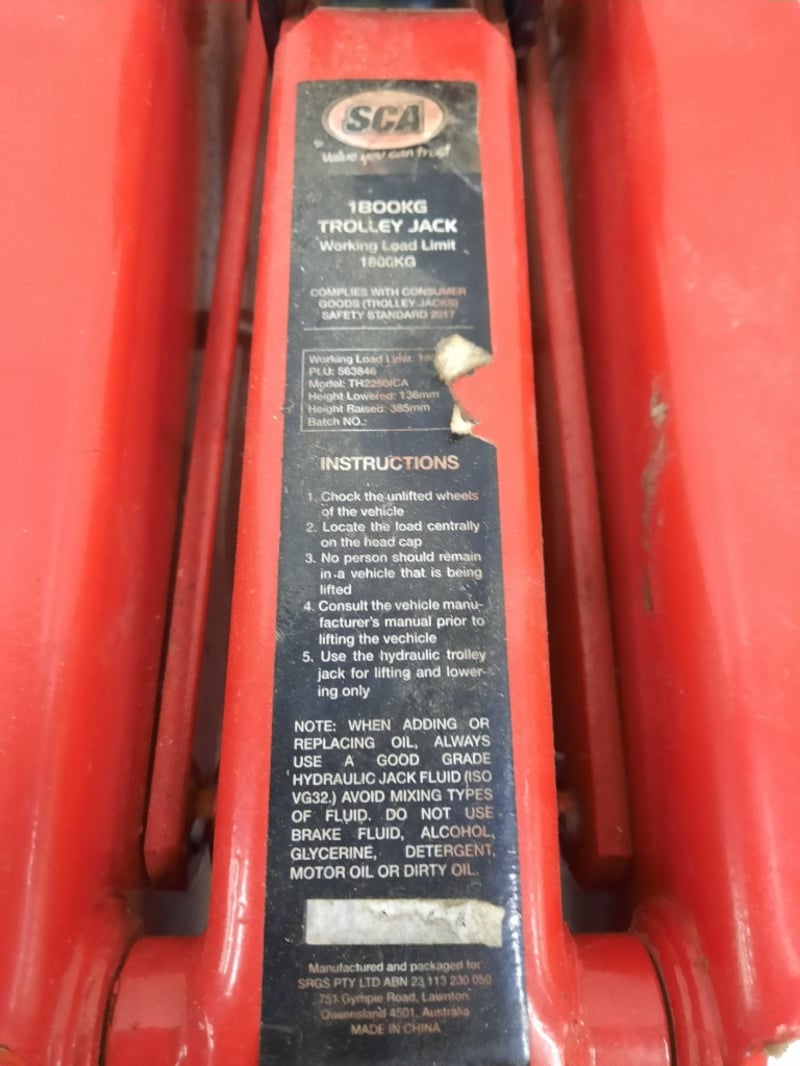 SCA
Value you can trust
1800KG
TROLLEY JACK
Working Load Limit
1800KG
COMPLIES WITH CONSUMER
GOODS (TROLLEY JACKS)
SAFETY STANDARD 2017
Working Load Limit: 180
PLU: 563846
Model: TH22501CA
Height Lowered: 136mm
Height Raised: 385mm
Batch NO.:
INSTRUCTIONS
1. Chock the unlifted wheels
of the vehicle
2. Locate the load centrally
on the head cap
3. No person should remain
in a vehicle that is being
lifted
4. Consult the vehicle manu-
facturer's manual prior to
lifting the vechicle
5. Use the hydraulic trolley
jack for lifting and lower-
ing only
NOTE: WHEN ADDING OR
REPLACING OIL, ALWAYS
USE A GOOD GRADE
HYDRAULIC JACK FLUID (ISO
VG32.) AVOID MIXING TYPES
OF FLUID. DO NOT USE
BRAKE FLUID, ALCOHOL,
GLYCERINE, DETERGENT,
MOTOR OIL OR DIRTY OIL.
Manufactured and packaged for
SRGS PTY LTD ABN 23 113 230 050
751 Gympie Road, Lawnton,
Queensland 4501, Australia
MADE IN CHINA